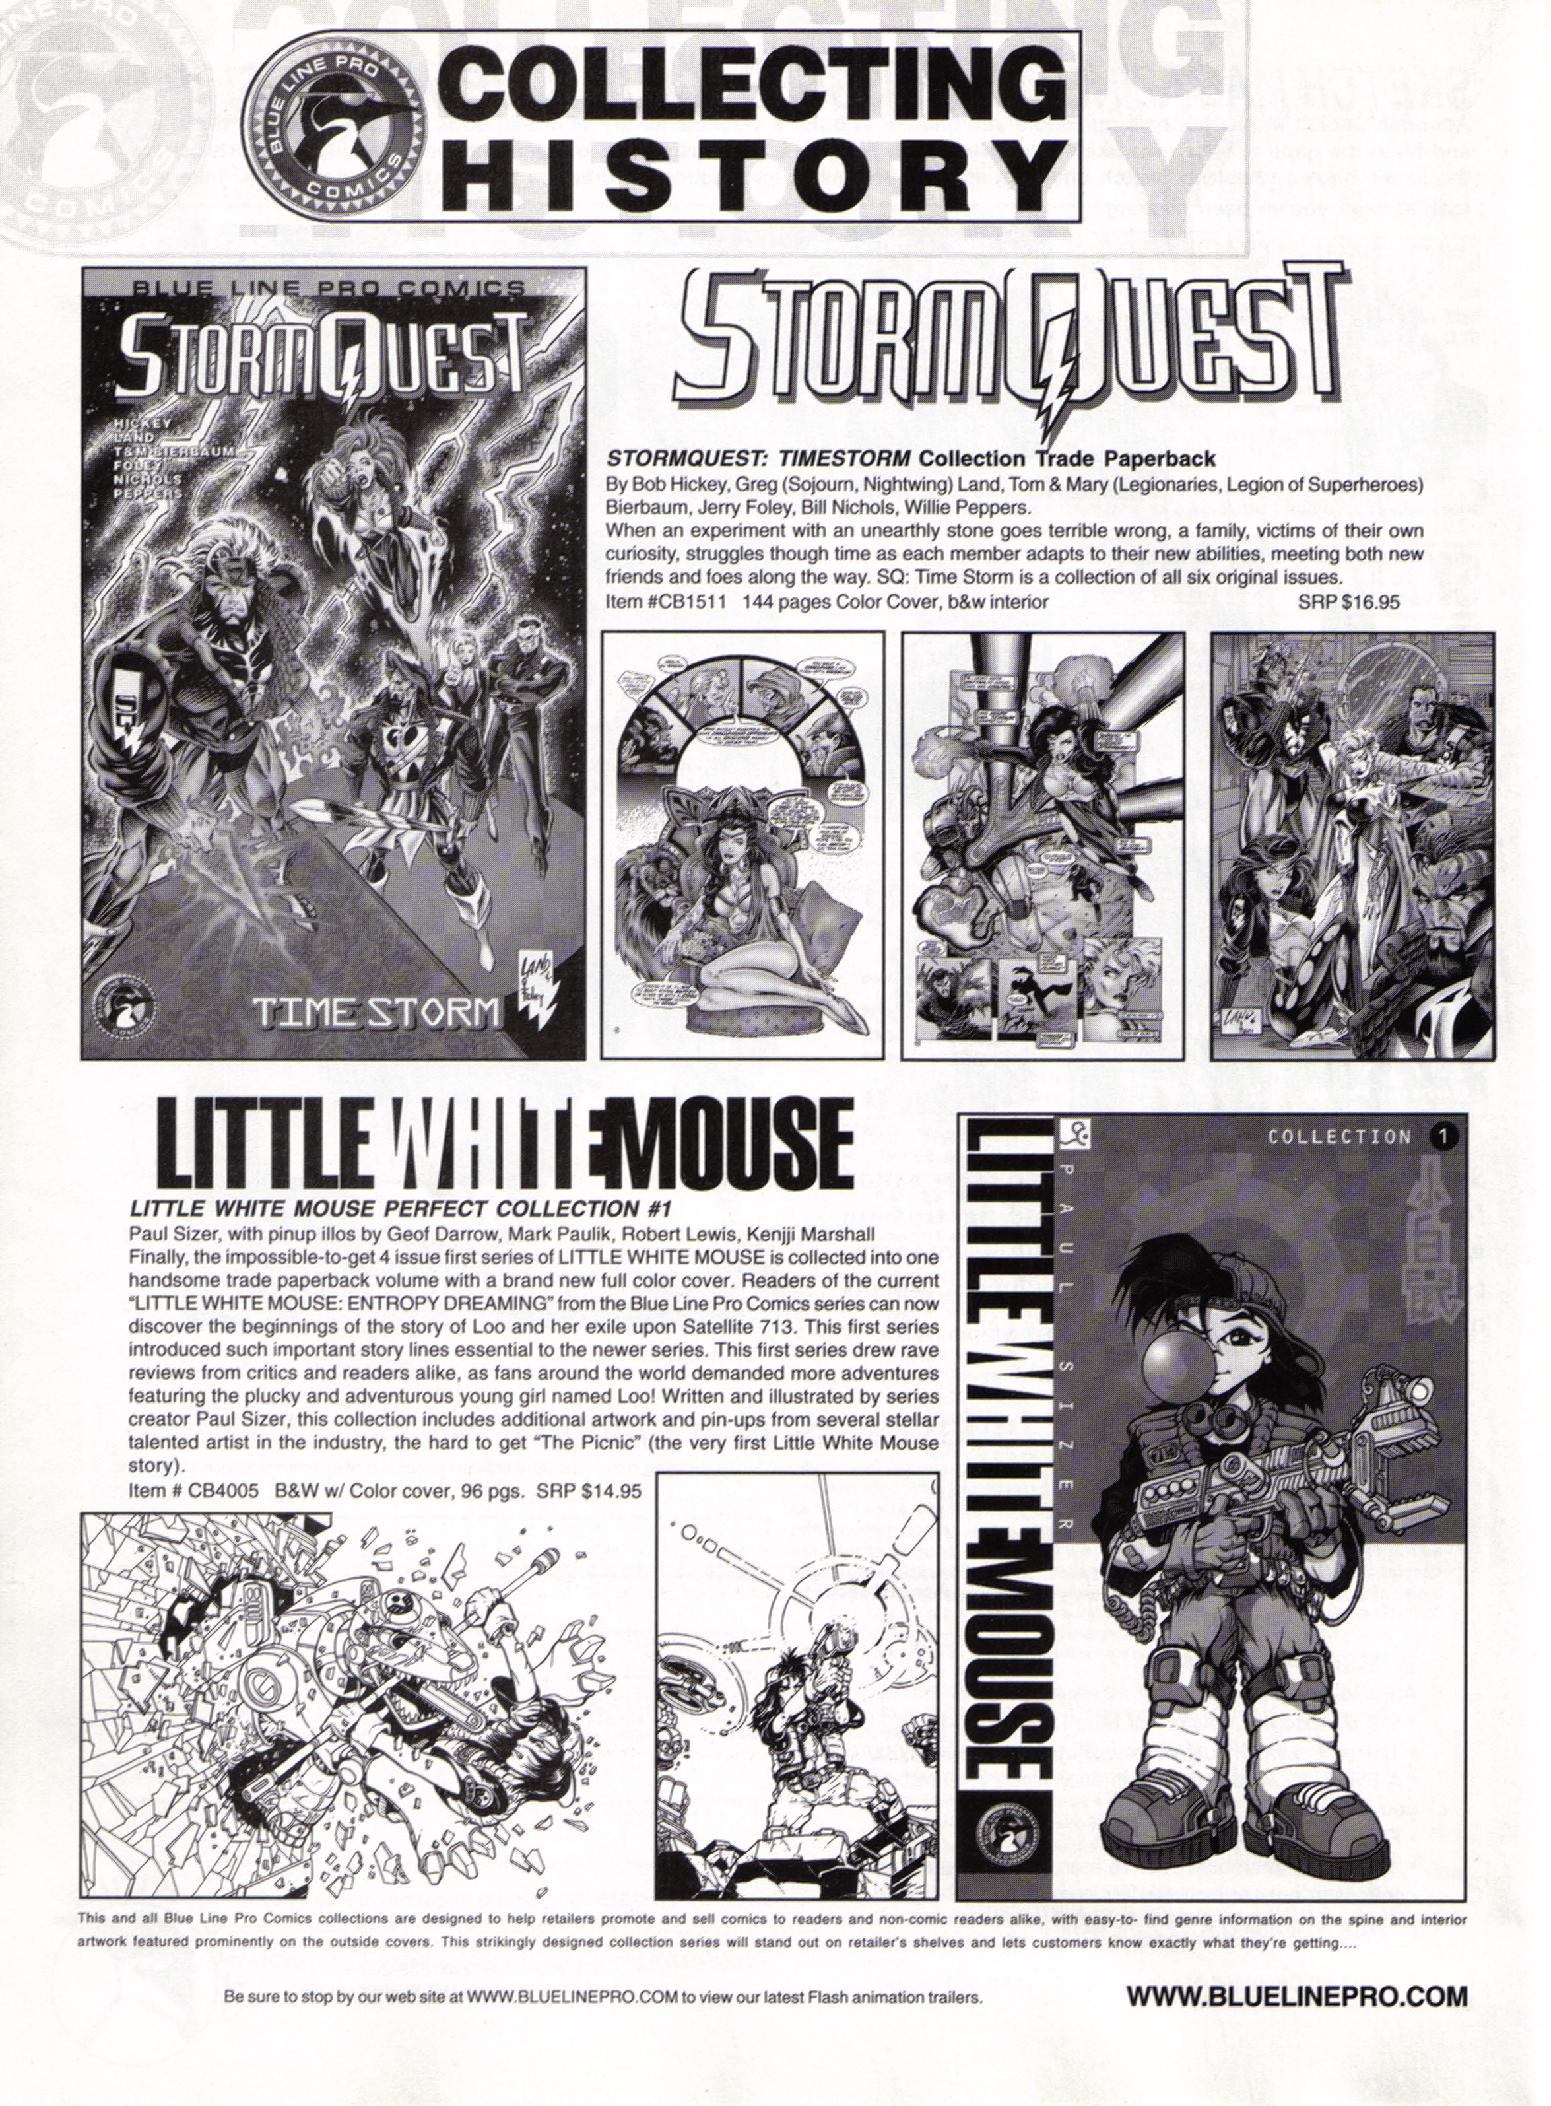 BLUE LINE PRO
COMICS
COLLECTING
HISTORY
BLUE LINE PRO COMICS
STORMQUEST
HICKEY
LAND
T&M BIERBAUM
FOLEY
NICHOLS
PEPPERS
SQ
LAND
Foley
TIME STORM
STORMQUEST
STORMQUEST: TIMESTORM Collection Trade Paperback
By Bob Hickey, Greg (Sojourn, Nightwing) Land, Tom & Mary (Legionaries, Legion of Superheroes)
Bierbaum, Jerry Foley, Bill Nichols, Willie Peppers.
When an experiment with an unearthly stone goes terrible wrong, a family, victims of their own
curiosity, struggles though time as each member adapts to their new abilities, meeting both new
friends and foes along the way. SQ: Time Storm is a collection of all six original issues.
Item #CB1511 144 pages Color Cover, b&w interior SRP $16.95
LAND
LITTLE WHITE MOUSE
LITTLE WHITE MOUSE PERFECT COLLECTION #1
Paul Sizer, with pinup illos by Geof Darrow, Mark Paulik, Robert Lewis, Kenjji Marshall
Finally, the impossible-to-get 4 issue first series of LITTLE WHITE MOUSE is collected into one
handsome trade paperback volume with a brand new full color cover. Readers of the current
"LITTLE WHITE MOUSE: ENTROPY DREAMING" from the Blue Line Pro Comics series can now
discover the beginnings of the story of Loo and her exile upon Satellite 713. This first series
introduced such important story lines essential to the newer series. This first series drew rave
reviews from critics and readers alike, as fans around the world demanded more adventures
featuring the plucky and adventurous young girl named Loo! Written and illustrated by series
creator Paul Sizer, this collection includes additional artwork and pin-ups from several stellar
talented artist in the industry, the hard to get "The Picnic" (the very first Little White Mouse
story).
Item # CB4005 B&W w/ Color cover, 96 pgs. SRP $14.95
LITTLE WHITE MOUSE
PAUL SIZER
COLLECTION 1
This and all Blue Line Pro Comics collections are designed to help retailers promote and sell comics to readers and non-comic readers alike, with easy-to- find genre information on the spine and interior
artwork featured prominently on the outside covers. This strikingly designed collection series will stand out on retailer's shelves and lets customers know exactly what they're getting....
Be sure to stop by our web site at WWW.BLUELINEPRO.COM to view our latest Flash animation trailers.
WWW.BLUELINEPRO.COM